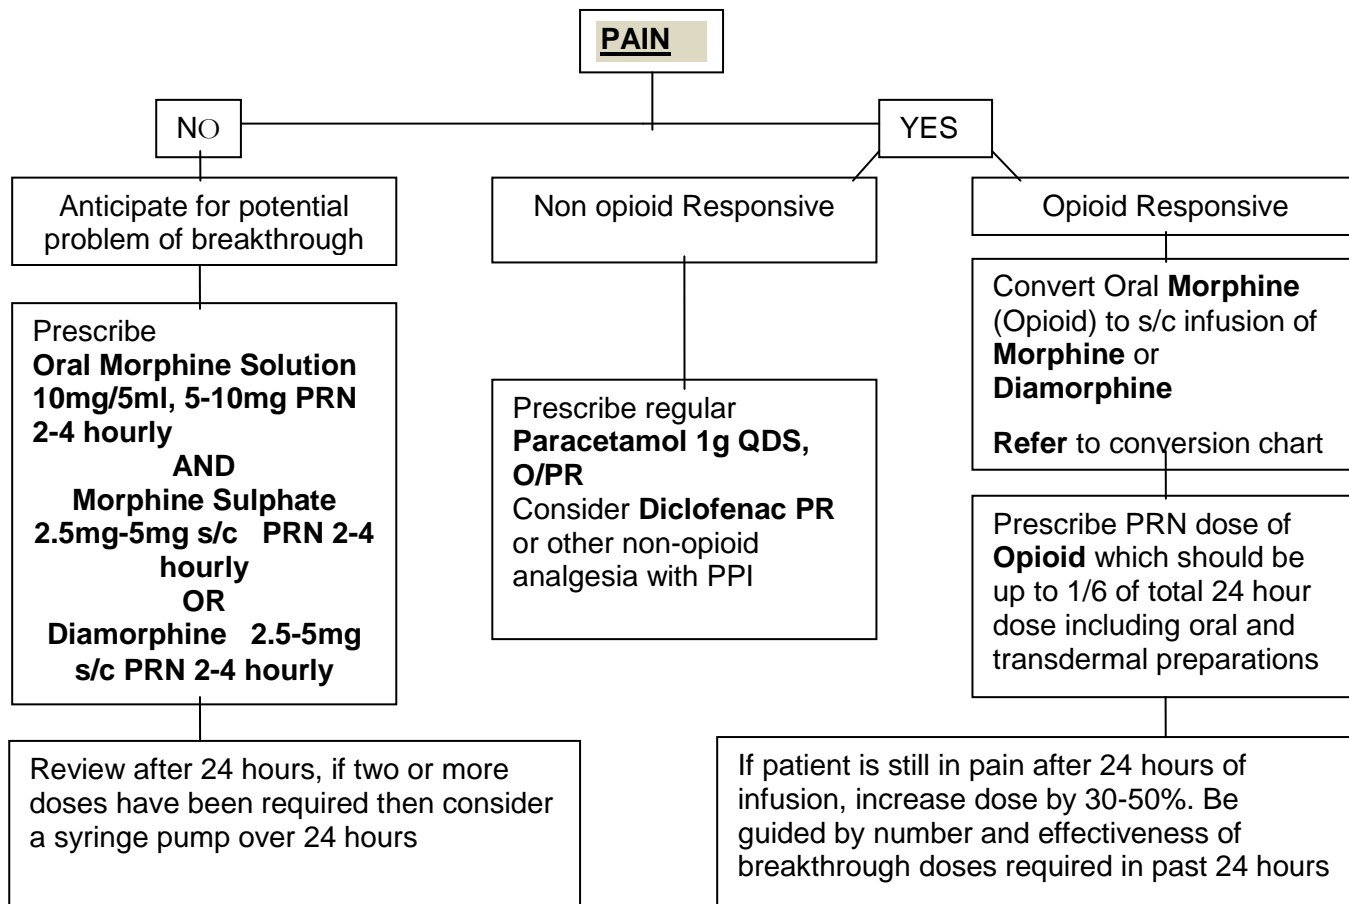 PAIN
NO
YES
Anticipate for potential
problem of breakthrough
Non opioid Responsive
Opioid Responsive
Prescribe
Oral Morphine Solution
10mg/5ml, 5-10mg PRN
2-4 hourly
AND
Morphine Sulphate
2.5mg-5mg s/c PRN 2-4
hourly
OR
Diamorphine 2.5-5mg
s/c PRN 2-4 hourly
Prescribe regular
Paracetamol 1g QDS,
O/PR
Consider Diclofenac PR
or other non-opioid
analgesia with PPI
Convert Oral Morphine
(Opioid) to s/c infusion of
Morphine or
Diamorphine
Refer to conversion chart
Prescribe PRN dose of
Opioid which should be
up to 1/6 of total 24 hour
dose including oral and
transdermal preparations
Review after 24 hours, if two or more
doses have been required then consider
a syringe pump over 24 hours
If patient is still in pain after 24 hours of
infusion, increase dose by 30-50%. Be
guided by number and effectiveness of
breakthrough doses required in past 24 hours